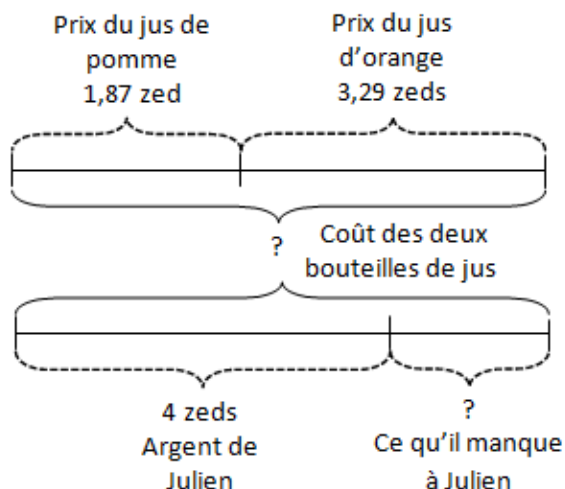 Prix du jus de
pomme
1,87 zed
Prix du jus
d'orange
3,29 zeds
?
Coût des deux
bouteilles de jus
4 zeds
Argent de
Julien
?
Ce qu'il manque
à Julien